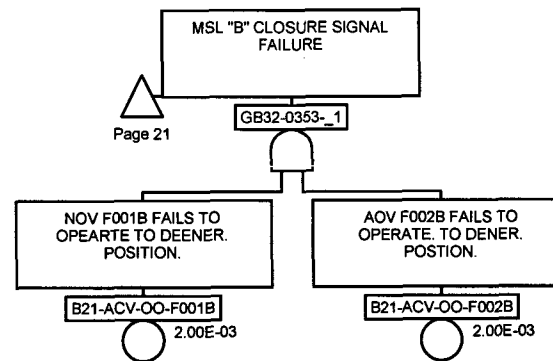 MSL "B" CLOSURE SIGNAL
FAILURE
Page 21
GB32-0353-_1
NOV F001B FAILS TO
OPEARTE TO DEENER.
POSITION.
B21-ACV-OO-F001B
2.00E-03
AOV F002B FAILS TO
OPERATE. TO DENER.
POSTION.
B21-ACV-OO-F002B
2.00E-03